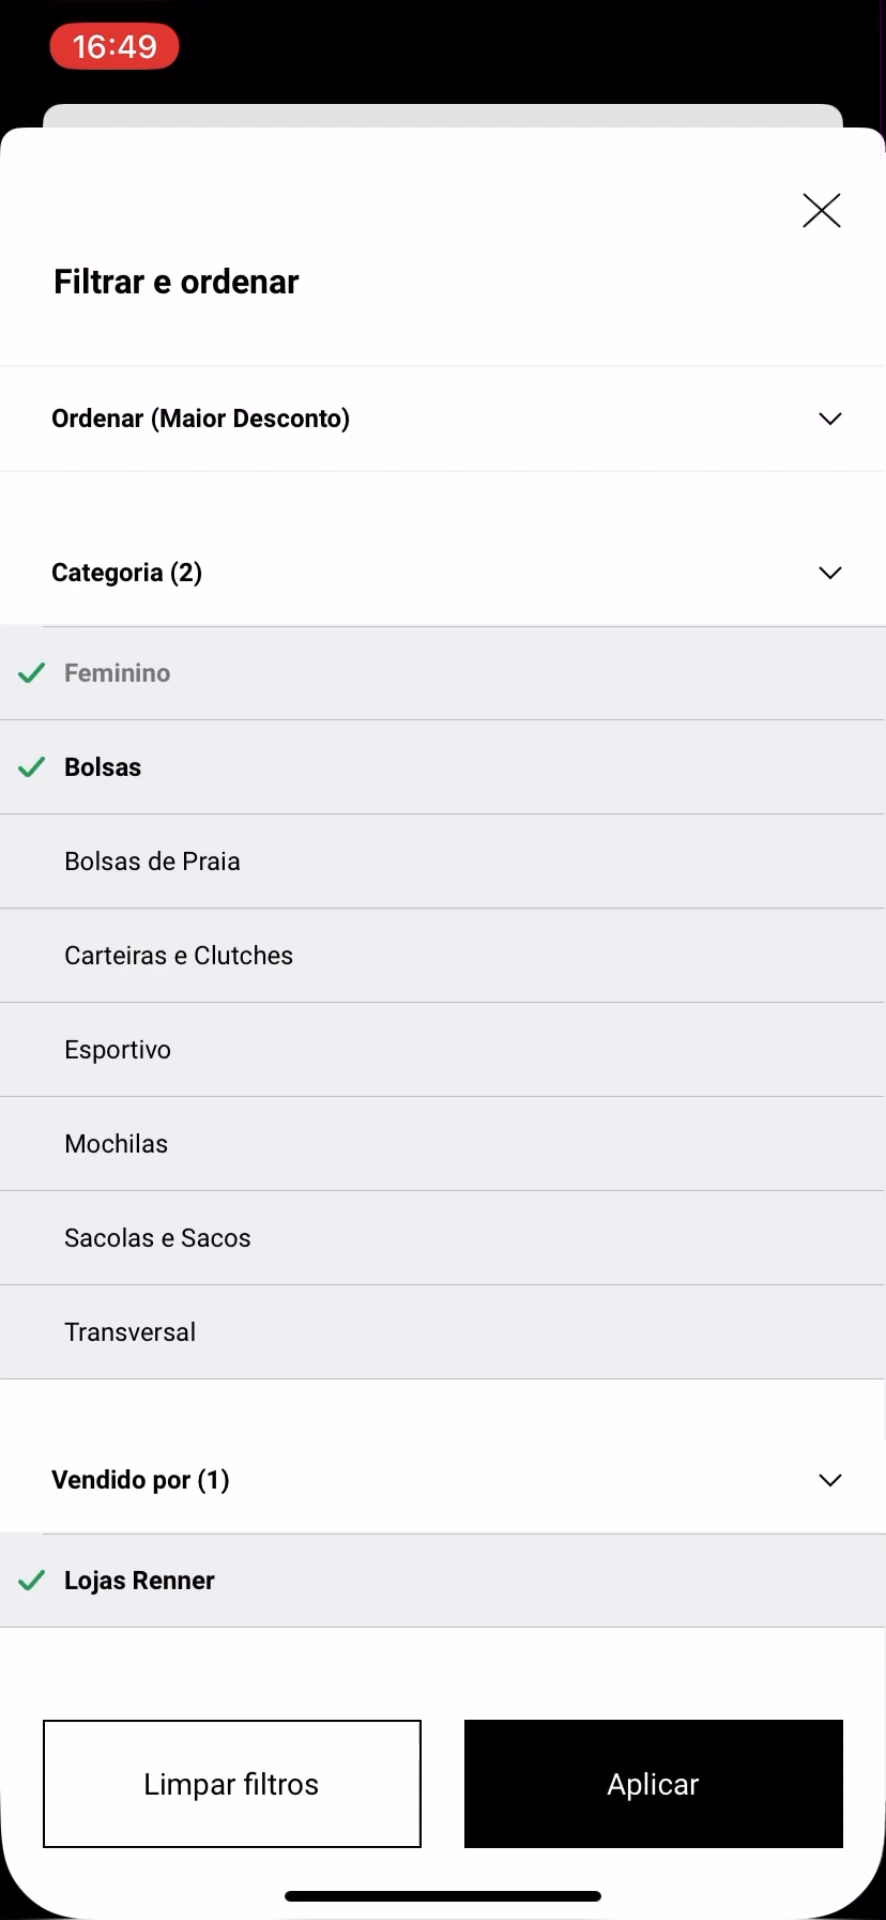 16:49
Filtrar e ordenar
Ordenar (Maior Desconto)
Categoria (2)
Feminino
Bolsas
Bolsas de Praia
Carteiras e Clutches
Esportivo
Mochilas
Sacolas e Sacos
Transversal
Vendido por (1)
Lojas Renner
Limpar filtros
Aplicar